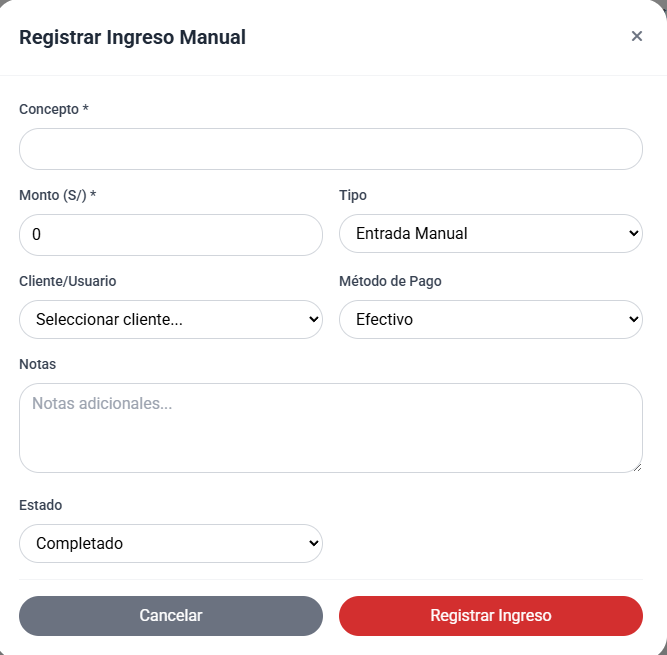 Registrar Ingreso Manual
×
Concepto *
Monto (S/) *
Tipo
0
Entrada Manual
Cliente/Usuario
Método de Pago
Seleccionar cliente...
Efectivo
Notas
Notas adicionales...
Estado
Completado
Cancelar
Registrar Ingreso